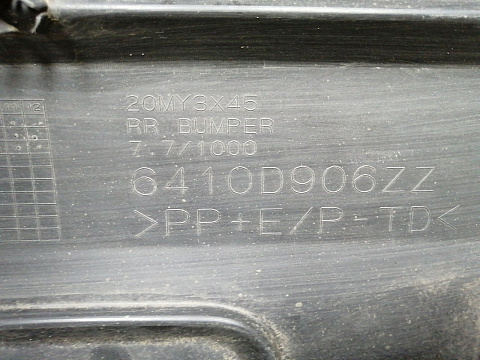 20MY3X45
RR BUMPER
7.7/1000
6410D906ZZ
>PP+E/P-TD<